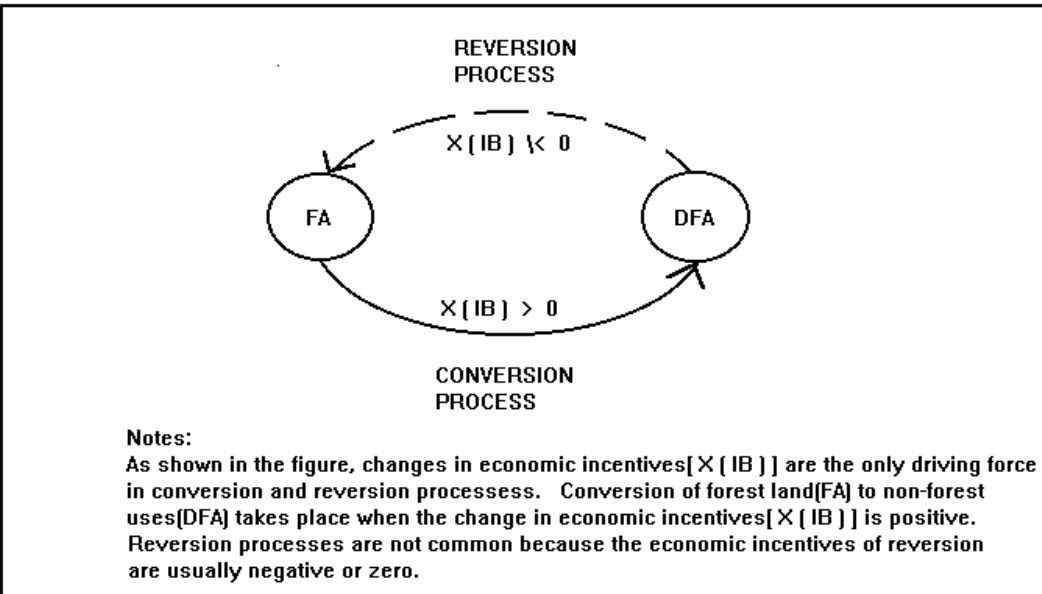 REVERSION
PROCESS
X ( IB ) \< 0
FA
DFA
X ( IB ) > 0
CONVERSION
PROCESS
Notes:
As shown in the figure, changes in economic incentives[ X ( IB ) ] are the only driving force
in conversion and reversion processess. Conversion of forest land(FA) to non-forest
uses(DFA) takes place when the change in economic incentives[ X ( IB ) ] is positive.
Reversion processes are not common because the economic incentives of reversion
are usually negative or zero.